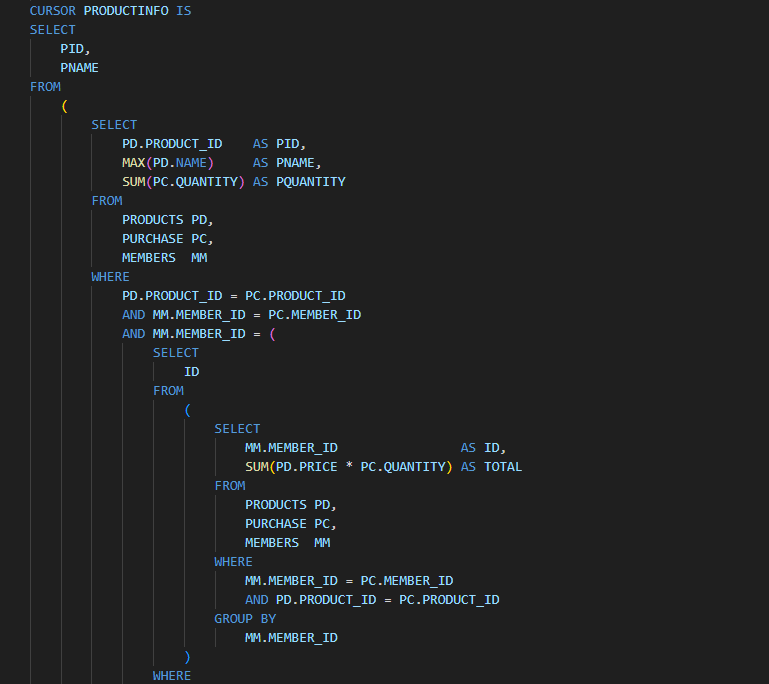 CURSOR PRODUCTINFO IS
SELECT
    PID,
    PNAME
FROM
    (
        SELECT
            PD.PRODUCT_ID    AS PID,
            MAX(PD.NAME)     AS PNAME,
            SUM(PC.QUANTITY) AS PQUANTITY
        FROM
            PRODUCTS PD,
            PURCHASE PC,
            MEMBERS  MM
        WHERE
            PD.PRODUCT_ID = PC.PRODUCT_ID
            AND MM.MEMBER_ID = PC.MEMBER_ID
            AND MM.MEMBER_ID = (
                SELECT
                    ID
                FROM
                    (
                        SELECT
                            MM.MEMBER_ID                AS ID,
                            SUM(PD.PRICE * PC.QUANTITY) AS TOTAL
                        FROM
                            PRODUCTS PD,
                            PURCHASE PC,
                            MEMBERS  MM
                        WHERE
                            MM.MEMBER_ID = PC.MEMBER_ID
                            AND PD.PRODUCT_ID = PC.PRODUCT_ID
                        GROUP BY
                            MM.MEMBER_ID
                    )
                WHERE